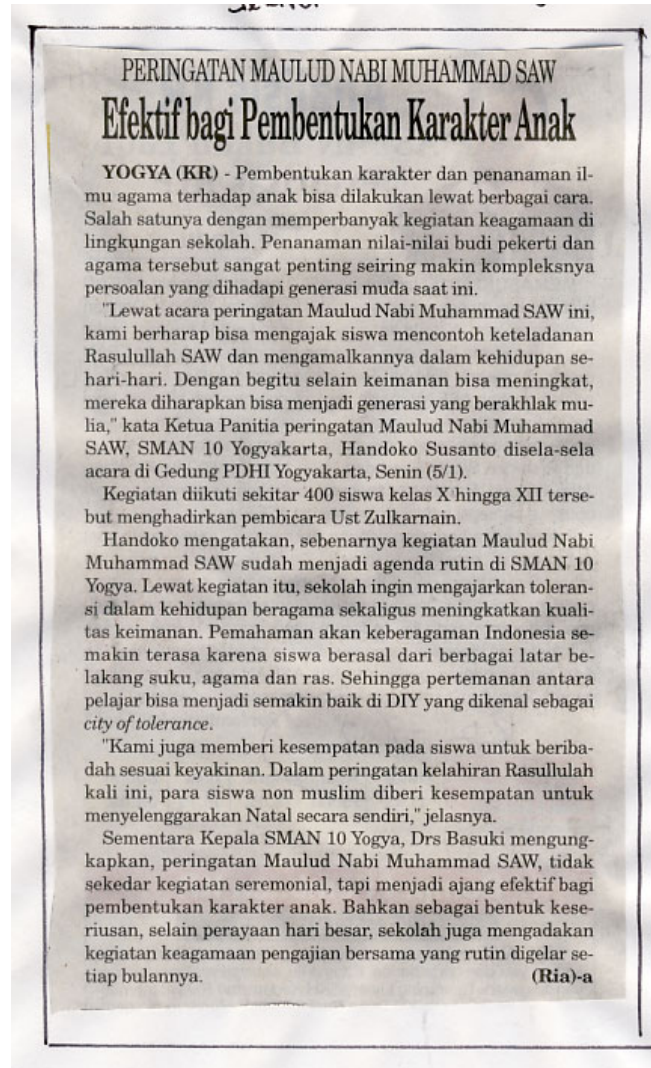 PERINGATAN MAULUD NABI MUHAMMAD SAW
Efektif bagi Pembentukan Karakter Anak
YOGYA (KR) - Pembentukan karakter dan penanaman il-
mu agama terhadap anak bisa dilakukan lewat berbagai cara.
Salah satunya dengan memperbanyak kegiatan keagamaan di
lingkungan sekolah. Penanaman nilai-nilai budi pekerti dan
agama tersebut sangat penting seiring makin kompleksnya
persoalan yang dihadapi generasi muda saat ini.
"Lewat acara peringatan Maulud Nabi Muhammad SAW ini,
kami berharap bisa mengajak siswa mencontoh keteladanan
Rasulullah SAW dan mengamalkannya dalam kehidupan se-
hari-hari. Dengan begitu selain keimanan bisa meningkat,
mereka diharapkan bisa menjadi generasi yang berakhlak mu-
lia," kata Ketua Panitia peringatan Maulud Nabi Muhammad
SAW, SMAN 10 Yogyakarta, Handoko Susanto disela-sela
acara di Gedung PDHI Yogyakarta, Senin (5/1).
Kegiatan diikuti sekitar 400 siswa kelas X hingga XII terse-
but menghadirkan pembicara Ust Zulkarnain.
Handoko mengatakan, sebenarnya kegiatan Maulud Nabi
Muhammad SAW sudah menjadi agenda rutin di SMAN 10
Yogya. Lewat kegiatan itu, sekolah ingin mengajarkan toleran-
si dalam kehidupan beragama sekaligus meningkatkan kuali-
tas keimanan. Pemahaman akan keberagaman Indonesia se-
makin terasa karena siswa berasal dari berbagai latar be-
lakang suku, agama dan ras. Sehingga pertemanan antara
pelajar bisa menjadi semakin baik di DIY yang dikenal sebagai
city of tolerance.
"Kami juga memberi kesempatan pada siswa untuk beriba-
dah sesuai keyakinan. Dalam peringatan kelahiran Rasullulah
kali ini, para siswa non muslim diberi kesempatan untuk
menyelenggarakan Natal secara sendiri," jelasnya.
Sementara Kepala SMAN 10 Yogya, Drs Basuki mengung-
kapkan, peringatan Maulud Nabi Muhammad SAW, tidak
sekedar kegiatan seremonial, tapi menjadi ajang efektif bagi
pembentukan karakter anak. Bahkan sebagai bentuk kese-
riusan, selain perayaan hari besar, sekolah juga mengadakan
kegiatan keagamaan pengajian bersama yang rutin digelar se-
tiap bulannya. (Ria)-a